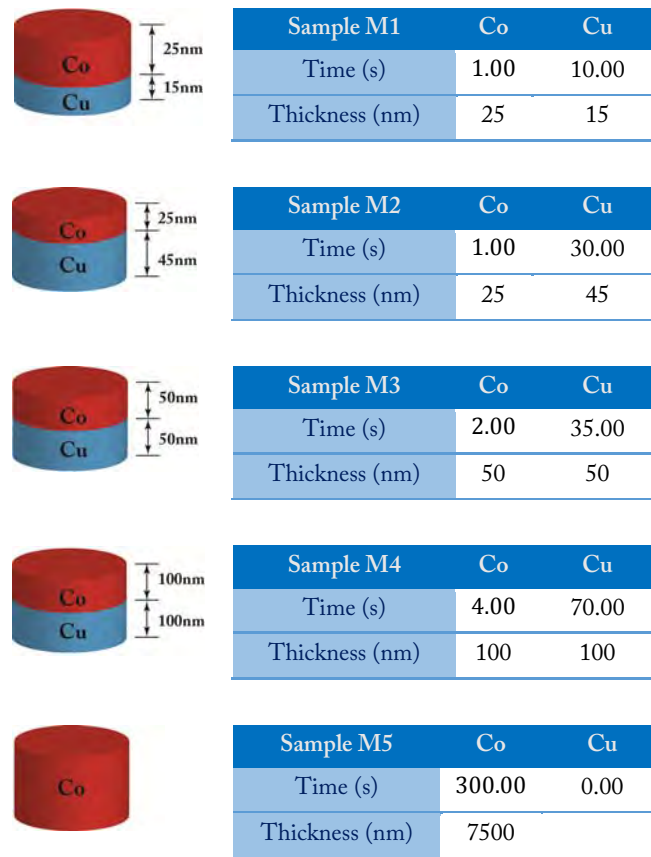 25nm
15nm
Co
Cu
Sample M1 Co Cu
Time (s) 1.00 10.00
Thickness (nm) 25 15
25nm
45nm
Co
Cu
Sample M2 Co Cu
Time (s) 1.00 30.00
Thickness (nm) 25 45
50nm
50nm
Co
Cu
Sample M3 Co Cu
Time (s) 2.00 35.00
Thickness (nm) 50 50
100nm
100nm
Co
Cu
Sample M4 Co Cu
Time (s) 4.00 70.00
Thickness (nm) 100 100
Co
Sample M5 Co Cu
Time (s) 300.00 0.00
Thickness (nm) 7500